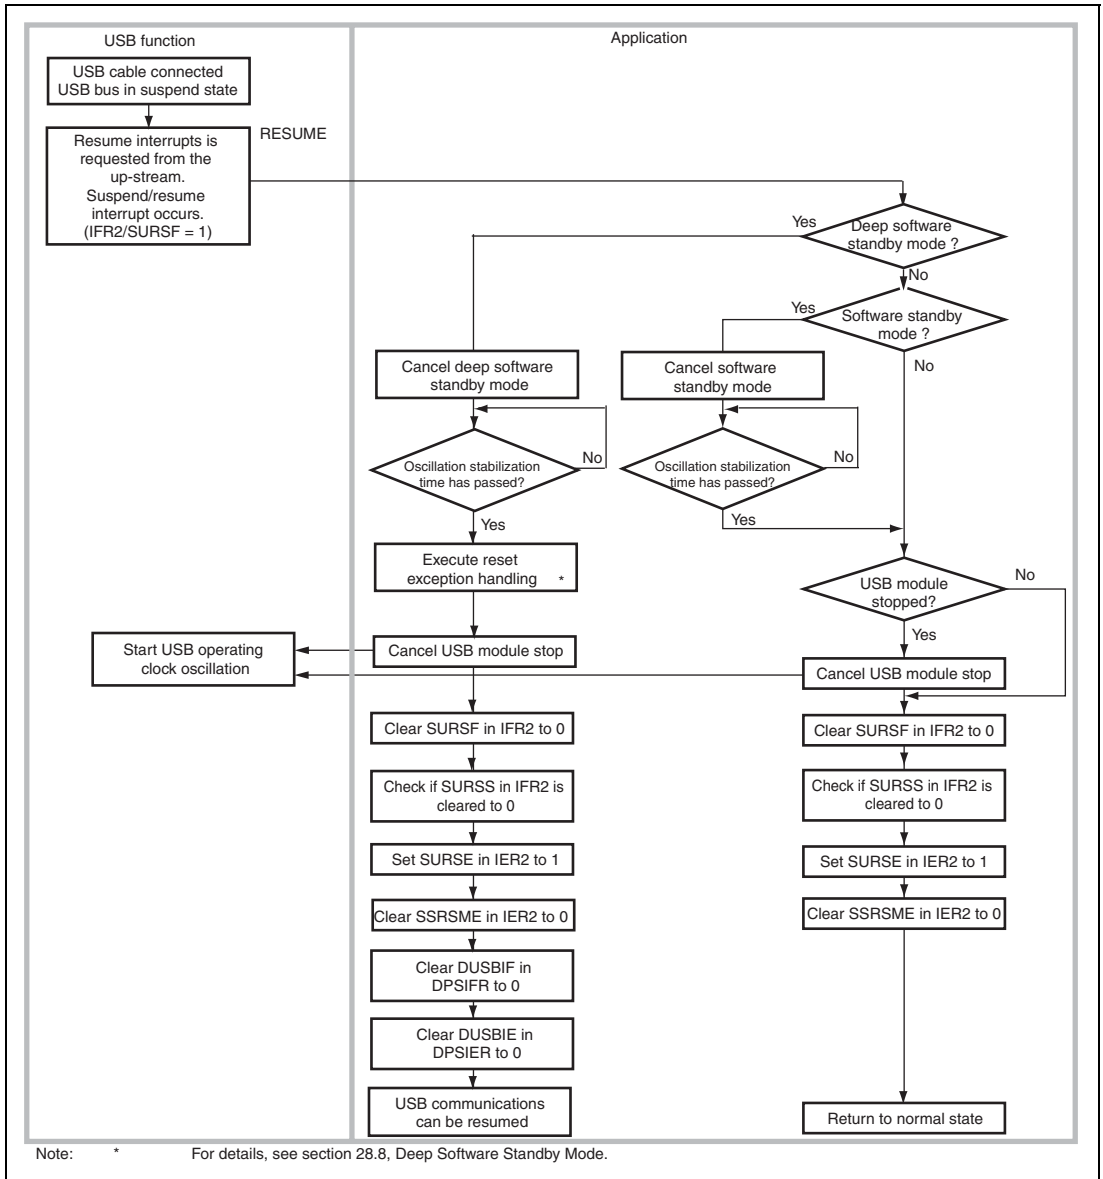 USB function
Application
USB cable connected
USB bus in suspend state
RESUME
Resume interrupts is
requested from the
up-stream.
Suspend/resume
interrupt occurs.
(IFR2/SURSF = 1)
Yes
Deep software
standby mode ?
No
Yes
Software standby
mode ?
No
Cancel deep software
standby mode
Cancel software
standby mode
Oscillation stabilization
time has passed?
No
Oscillation stabilization
time has passed?
No
Yes
Yes
Execute reset
exception handling *
USB module
stopped?
No
Yes
Start USB operating
clock oscillation
Cancel USB module stop
Cancel USB module stop
Clear SURSF in IFR2 to 0
Clear SURSF in IFR2 to 0
Check if SURSS in IFR2 is
cleared to 0
Check if SURSS in IFR2 is
cleared to 0
Set SURSE in IER2 to 1
Set SURSE in IER2 to 1
Clear SSRSME in IER2 to 0
Clear SSRSME in IER2 to 0
Clear DUSBIF in
DPSIFR to 0
Clear DUSBIE in
DPSIER to 0
USB communications
can be resumed
Return to normal state
Note: * For details, see section 28.8, Deep Software Standby Mode.